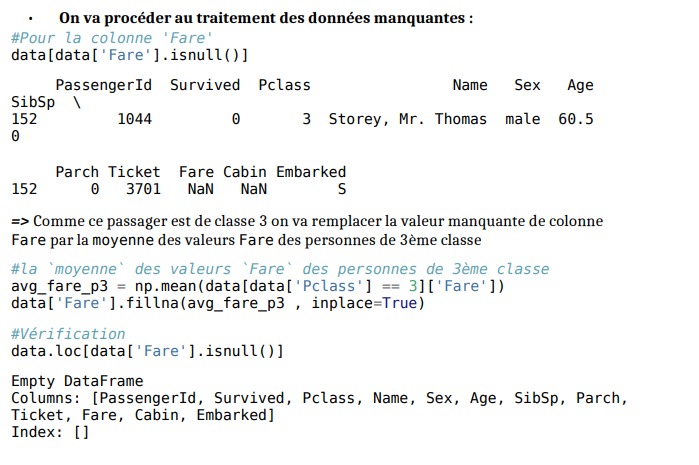 • On va procéder au traitement des données manquantes :
#Pour la colonne 'Fare'
data[data['Fare'].isnull()]
PassengerId Survived Pclass Name Sex Age
SibSp \
152 1044 0 3 Storey, Mr. Thomas male 60.5
0
Parch Ticket Fare Cabin Embarked
152 0 3701 NaN NaN S
=> Comme ce passager est de classe 3 on va remplacer la valeur manquante de colonne
Fare par la moyenne des valeurs Fare des personnes de 3ème classe
#la `moyenne` des valeurs `Fare` des personnes de 3ème classe
avg_fare_p3 = np.mean(data[data['Pclass'] == 3]['Fare'])
data['Fare'].fillna(avg_fare_p3 , inplace=True)
#Vérification
data.loc[data['Fare'].isnull()]
Empty DataFrame
Columns: [PassengerId, Survived, Pclass, Name, Sex, Age, SibSp, Parch,
Ticket, Fare, Cabin, Embarked]
Index: []